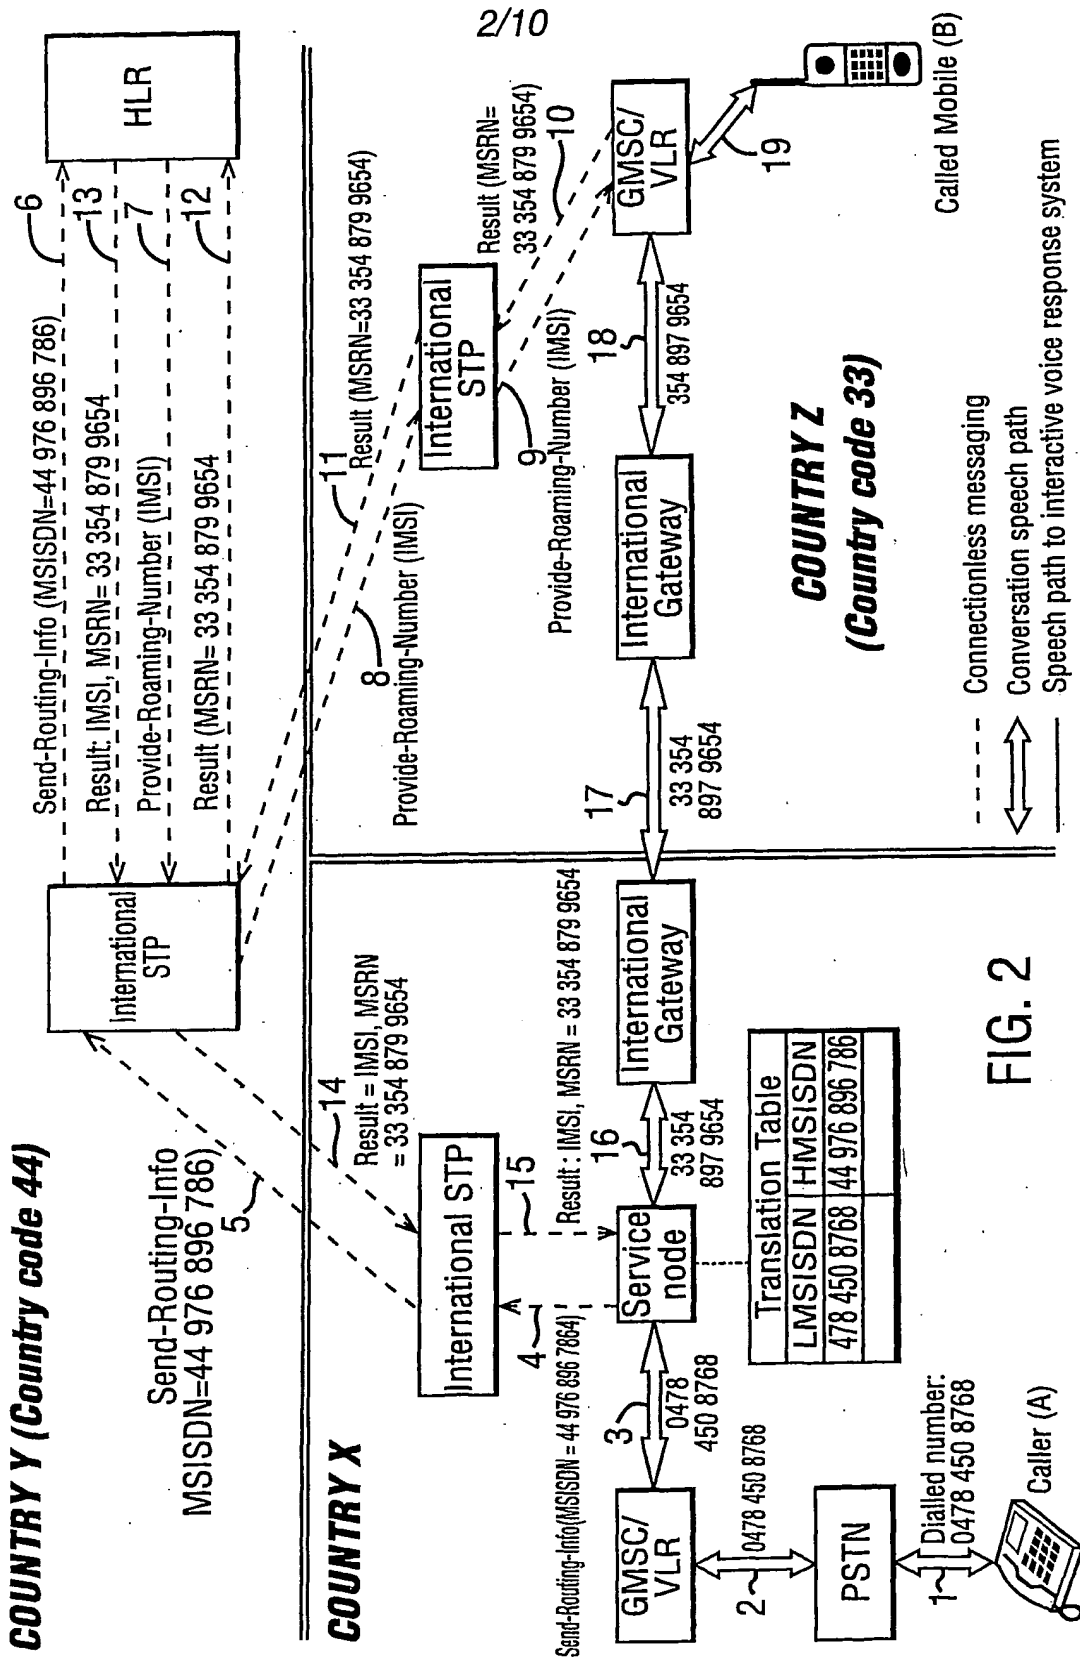 2/10
COUNTRY Y (Country code 44)
Send-Routing-Info
MSISDN=44 976 896 786)
5
International
STP
Send-Routing-Info (MSISDN=44 976 896 786)
6
Result: IMSI, MSRN= 33 354 879 9654
13
Provide-Roaming-Number (IMSI)
7
Result (MSRN= 33 354 879 9654
12
HLR
COUNTRY X
14
Result = IMSI, MSRN
= 33 354 879 9654
International STP
4
15
Send-Routing-Info(MSISDN = 44 976 896 7864)
Result : IMSI, MSRN = 33 354 879 9654
GMSC/
VLR
3
0478
450 8768
Service
node
16
33 354
897 9654
International
Gateway
2
0478 450 8768
PSTN
1
Dialled number:
0478 450 8768
Caller (A)
Translation Table
LMSISDN
HMSISDN
478 450 8768
44 976 896 786
11
Result (MSRN=33 354 879 9654)
8
Provide-Roaming-Number (IMSI)
International
STP
Result (MSRN=
33 354 879 9654)
10
9
Provide-Roaming-Number (IMSI)
17
33 354
897 9654
International
Gateway
18
354 897 9654
GMSC/
VLR
19
Called Mobile (B)
COUNTRY Z
(Country code 33)
Connectionless messaging
Conversation speech path
Speech path to interactive voice response system
FIG. 2